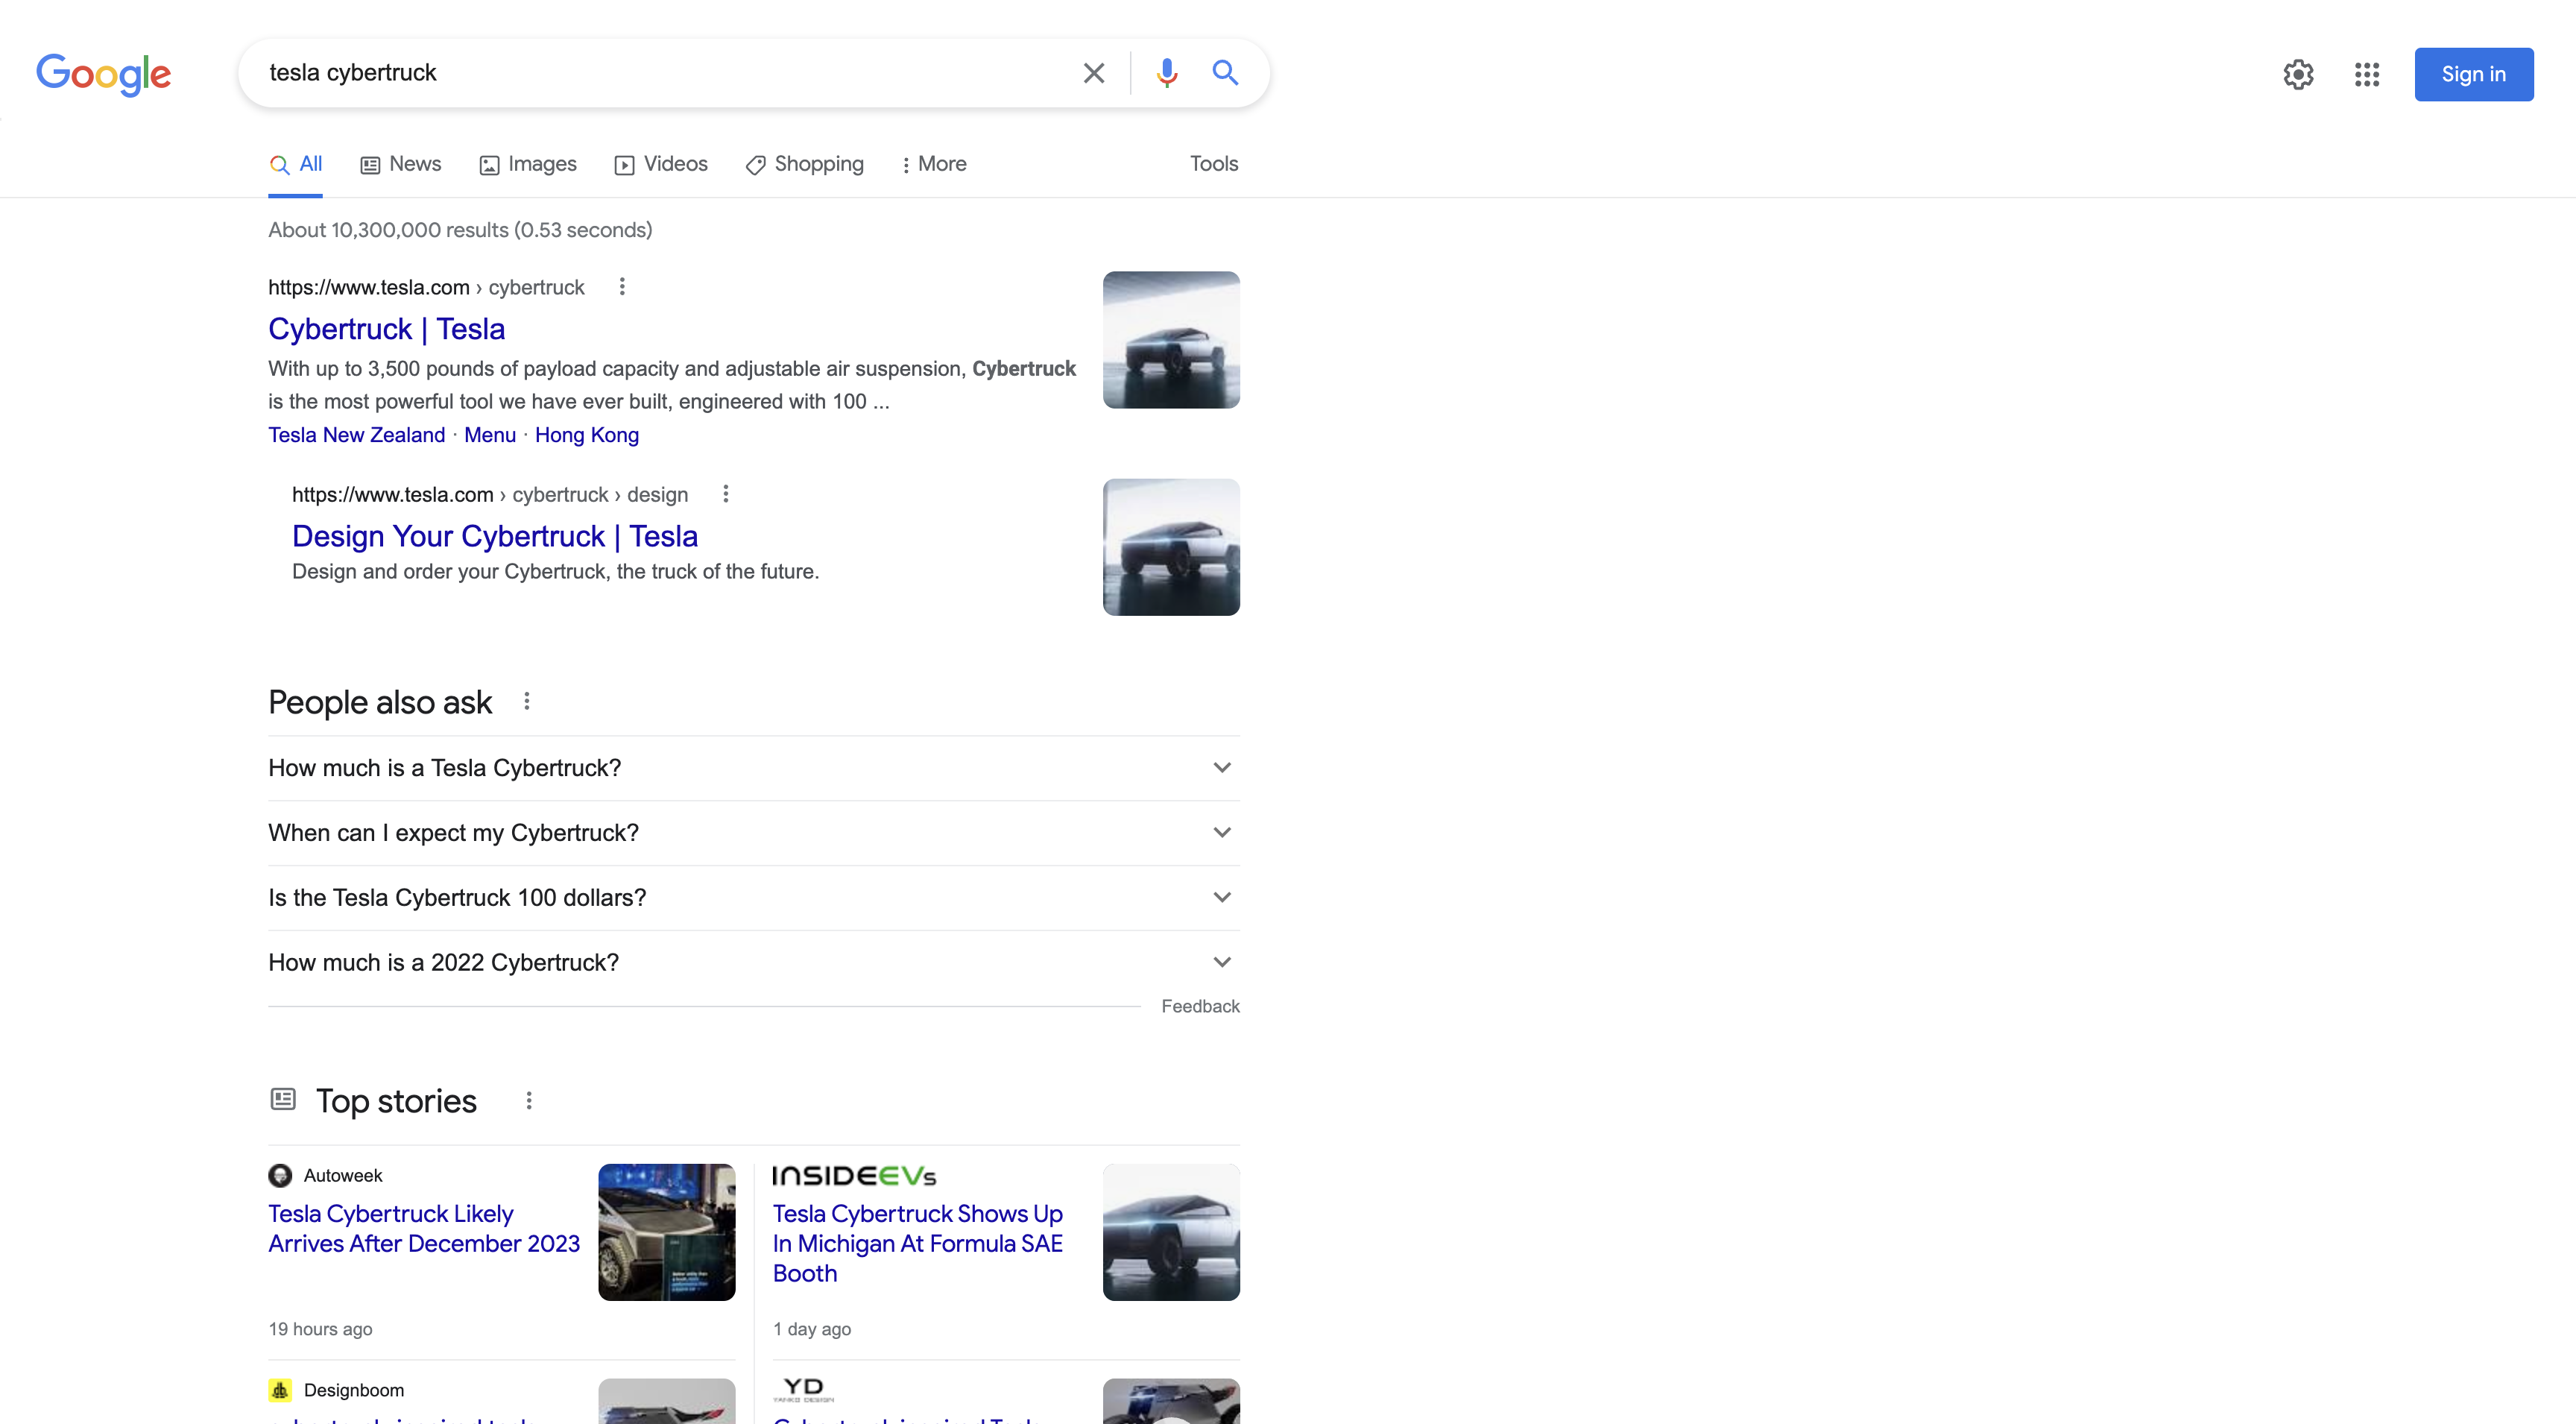 Google
tesla cybertruck
Sign in
All
News
Images
Videos
Shopping
More
Tools
About 10,300,000 results (0.53 seconds)
https://www.tesla.com › cybertruck
Cybertruck | Tesla
With up to 3,500 pounds of payload capacity and adjustable air suspension, Cybertruck
is the most powerful tool we have ever built, engineered with 100 ...
Tesla New Zealand · Menu · Hong Kong
https://www.tesla.com › cybertruck › design
Design Your Cybertruck | Tesla
Design and order your Cybertruck, the truck of the future.
People also ask
How much is a Tesla Cybertruck?
When can I expect my Cybertruck?
Is the Tesla Cybertruck 100 dollars?
How much is a 2022 Cybertruck?
Feedback
Top stories
Autoweek
Tesla Cybertruck Likely
Arrives After December 2023
19 hours ago
INSIDEEVs
Tesla Cybertruck Shows Up
In Michigan At Formula SAE
Booth
1 day ago
Designboom
YD
YANKO DESIGN